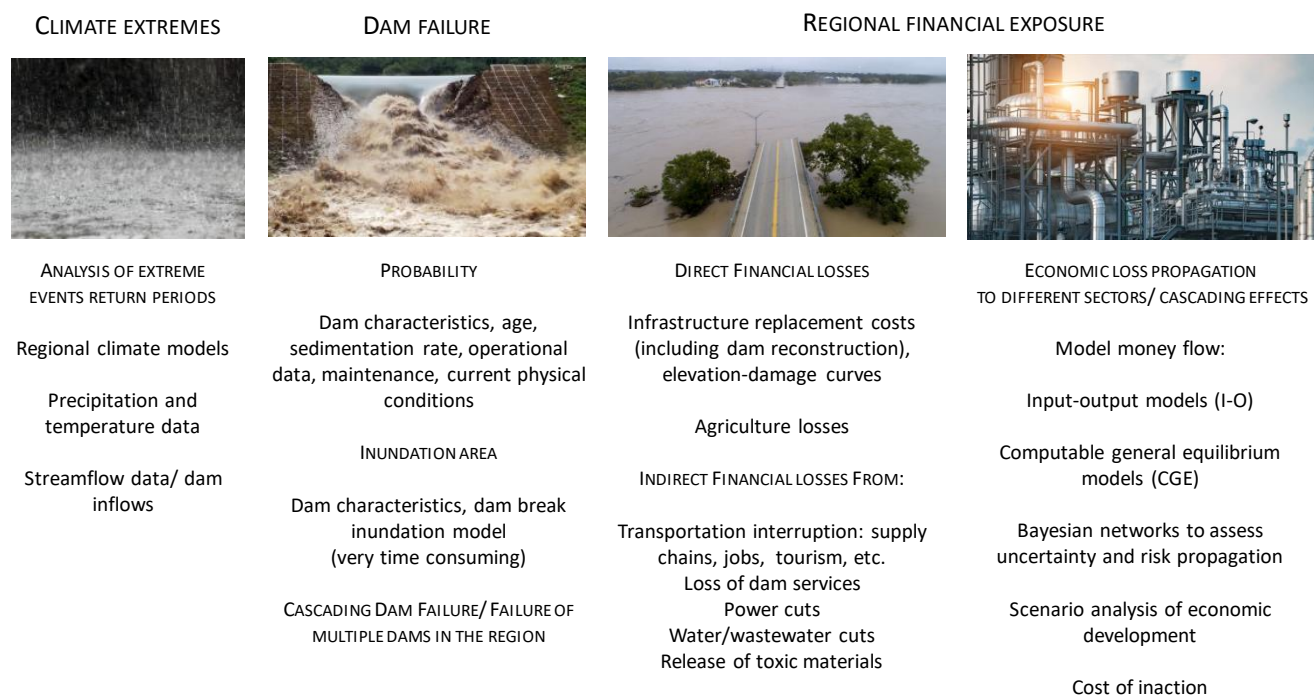 CLIMATE EXTREMES
DAM FAILURE
REGIONAL FINANCIAL EXPOSURE
ANALYSIS OF EXTREME
EVENTS RETURN PERIODS
Regional climate models
Precipitation and
temperature data
Streamflow data/ dam
inflows
PROBABILITY
Dam characteristics, age,
sedimentation rate, operational
data, maintenance, current physical
conditions
INUNDATION AREA
Dam characteristics, dam break
inundation model
(very time consuming)
CASCADING DAM FAILURE/ FAILURE OF
MULTIPLE DAMS IN THE REGION
DIRECT FINANCIAL LOSSES
Infrastructure replacement costs
(including dam reconstruction),
elevation-damage curves
Agriculture losses
INDIRECT FINANCIAL LOSSES FROM:
Transportation interruption: supply
chains, jobs, tourism, etc.
Loss of dam services
Power cuts
Water/wastewater cuts
Release of toxic materials
ECONOMIC LOSS PROPAGATION
TO DIFFERENT SECTORS/ CASCADING EFFECTS
Model money flow:
Input-output models (I-O)
Computable general equilibrium
models (CGE)
Bayesian networks to assess
uncertainty and risk propagation
Scenario analysis of economic
development
Cost of inaction